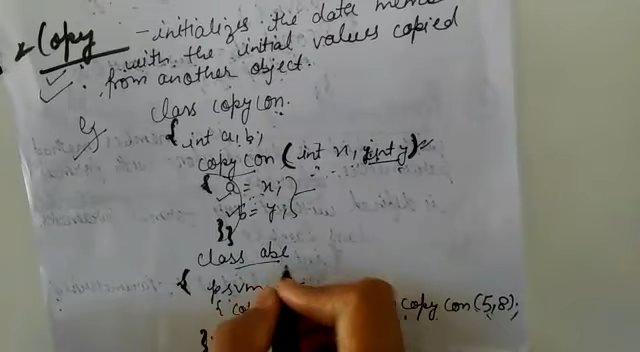 * Copy - initializes the data
with the initial values copied
from another object.
Eg class copycon.
{ int a,b;
copycon (int x, int y)
{ a = x;
b = y;
}}
class abc
{ psvm
{ copycon(5,8);
}